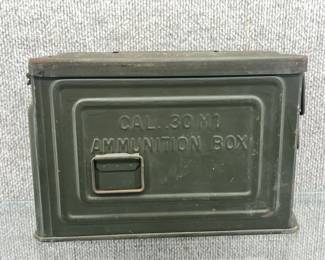 CAL. .30 M1
AMMUNITION BOX